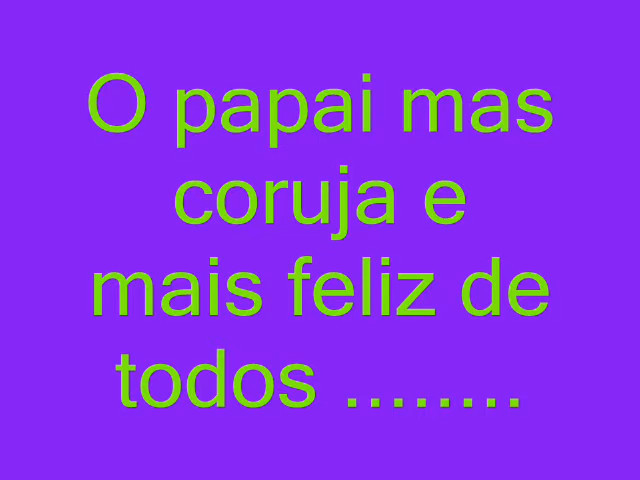 O papai mas
coruja e
mais feliz de
todos ........